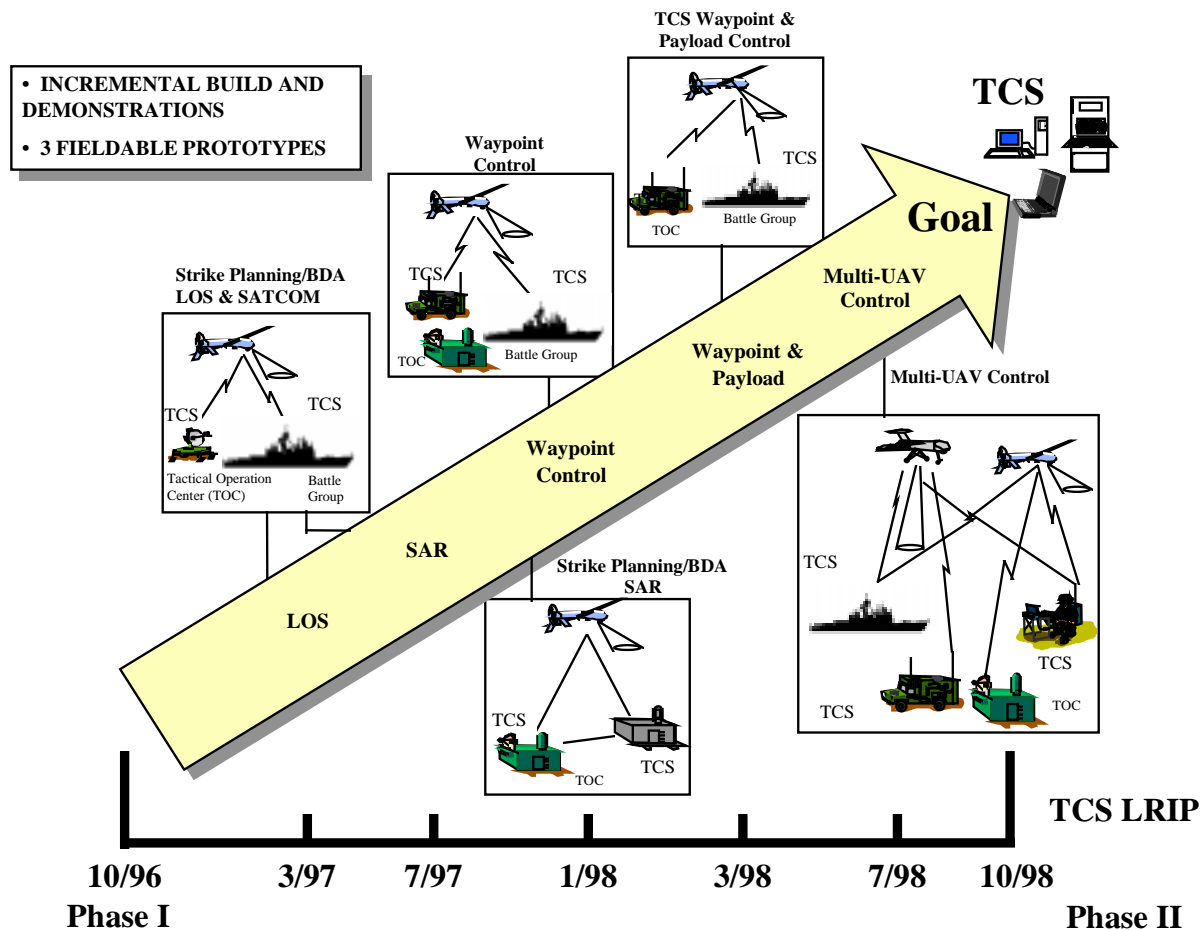 • INCREMENTAL BUILD AND
DEMONSTRATIONS
• 3 FIELDABLE PROTOTYPES
TCS Waypoint &
Payload Control
TCS
TOC
Battle Group
TCS
Waypoint
Control
TCS
TCS
TOC
Battle Group
Strike Planning/BDA
LOS & SATCOM
TCS
TCS
Tactical Operation
Center (TOC)
Battle
Group
Goal
Multi-UAV
Control
Waypoint &
Payload
Waypoint
Control
SAR
LOS
Strike Planning/BDA
SAR
TCS
TOC
TCS
Multi-UAV Control
TCS
TCS
TCS
TOC
TCS LRIP
10/96
3/97
7/97
1/98
3/98
7/98
10/98
Phase I
Phase II